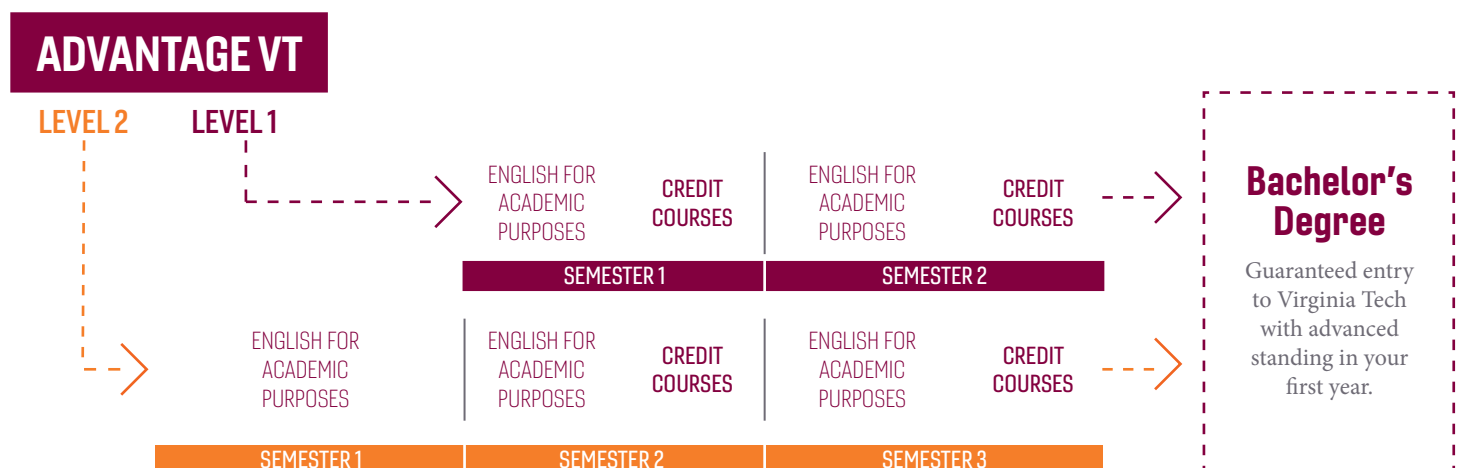 ADVANTAGE VT
LEVEL 2
LEVEL 1
ENGLISH FOR
ACADEMIC
PURPOSES
CREDIT
COURSES
ENGLISH FOR
ACADEMIC
PURPOSES
CREDIT
COURSES
SEMESTER 1
SEMESTER 2
ENGLISH FOR
ACADEMIC
PURPOSES
ENGLISH FOR
ACADEMIC
PURPOSES
CREDIT
COURSES
ENGLISH FOR
ACADEMIC
PURPOSES
CREDIT
COURSES
SEMESTER 1
SEMESTER 2
SEMESTER 3
Bachelor's
Degree
Guaranteed entry
to Virginia Tech
with advanced
standing in your
first year.